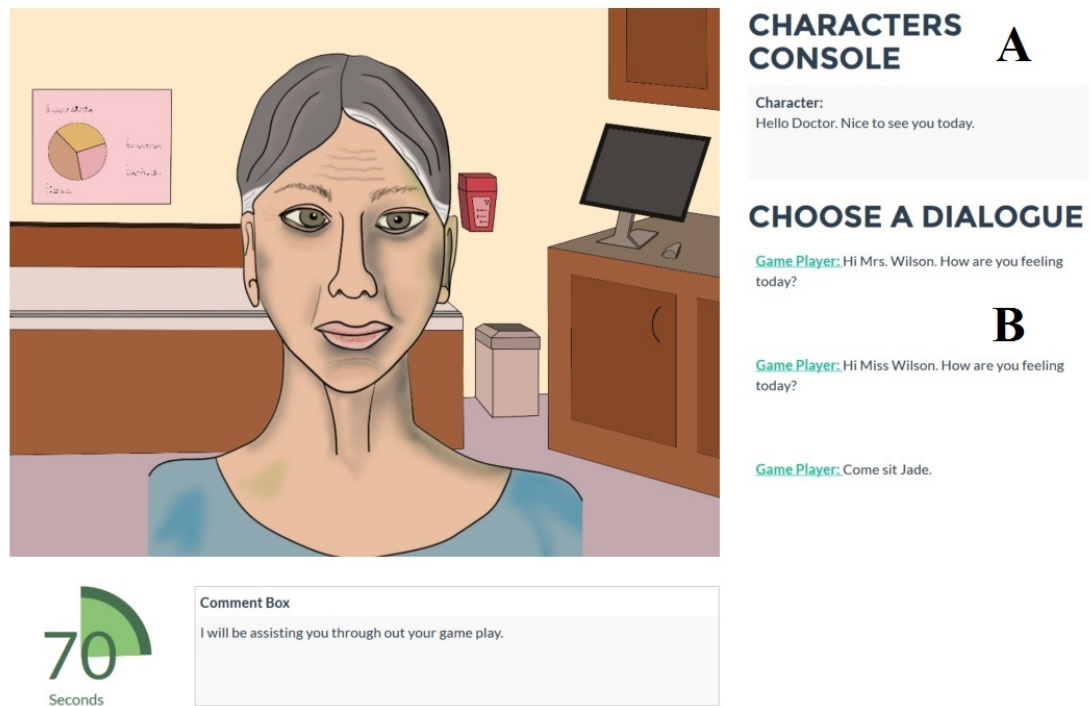 CHARACTERS
CONSOLE
A
Character:
Hello Doctor. Nice to see you today.
CHOOSE A DIALOGUE
Game Player: Hi Mrs. Wilson. How are you feeling
today?
B
Game Player: Hi Miss Wilson. How are you feeling
today?
Game Player: Come sit Jade.
70
Seconds
Comment Box
I will be assisting you through out your game play.